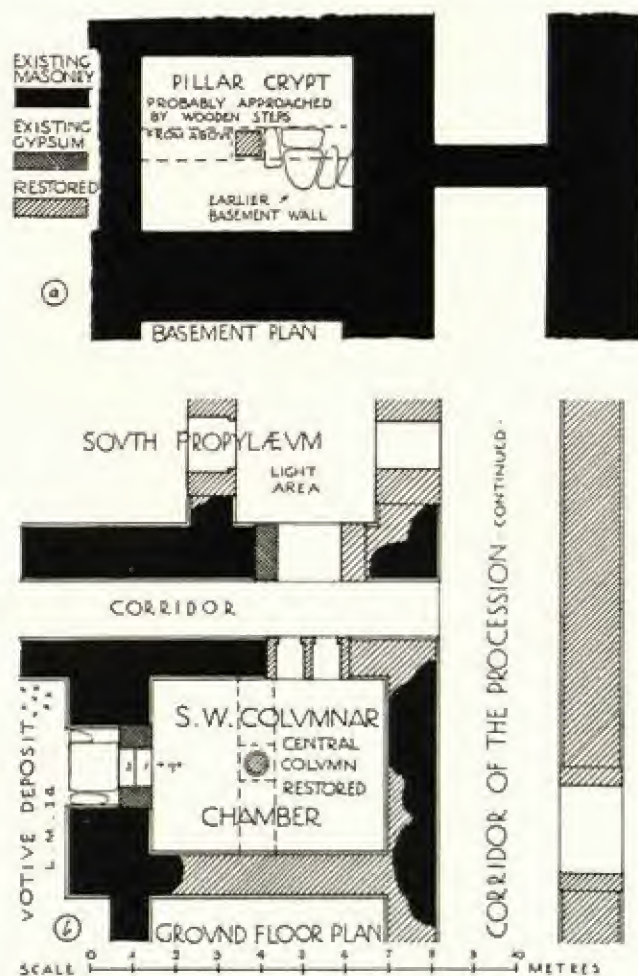 EXISTING
MASONRY
EXISTING
GYPSUM
RESTORED
PILLAR CRYPT
PROBABLY APPROACHED
BY WOODEN STEPS
FROM ABOVE
EARLIER
BASEMENT WALL
a
BASEMENT PLAN
SOVTH PROPYLÆVM
LIGHT
AREA
CORRIDOR
CORRIDOR OF THE PROCESSION - CONTINUED -
VOTIVE DEPOSIT
L. M. 1a
S.W. COLVMNAR
CENTRAL
COLVMN
RESTORED
CHAMBER
b
GROVND FLOOR PLAN
SCALE 0 1 2 3 4 5 6 7 8 9 10 METRES